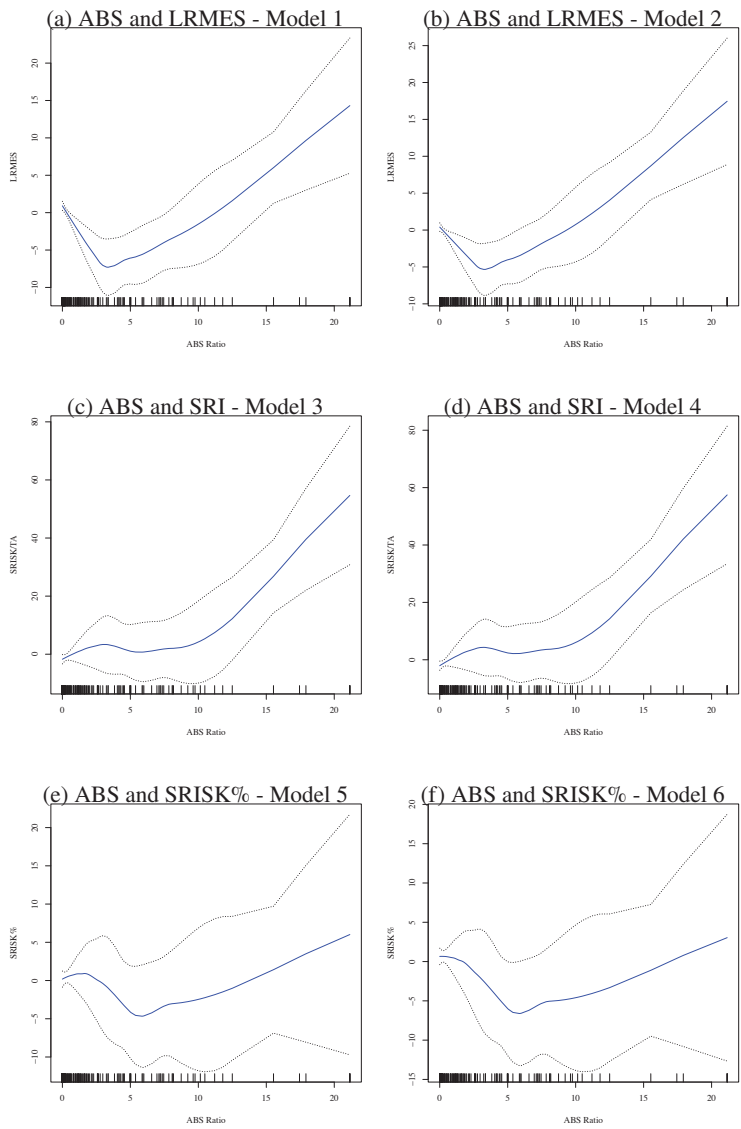 (a) ABS and LRMES - Model 1
20
15
10
5
0
−5
−10
LRMES
0 5 10 15 20
ABS Ratio
(b) ABS and LRMES - Model 2
25
20
15
10
5
0
−5
−10
LRMES
0 5 10 15 20
ABS Ratio
(c) ABS and SRI - Model 3
80
60
40
20
0
SRISK/TA
0 5 10 15 20
ABS Ratio
(d) ABS and SRI - Model 4
80
60
40
20
0
SRISK/TA
0 5 10 15 20
ABS Ratio
(e) ABS and SRISK% - Model 5
20
15
10
5
0
−5
−10
SRISK%
0 5 10 15 20
ABS Ratio
(f) ABS and SRISK% - Model 6
20
15
10
5
0
−5
−10
−15
SRISK%
0 5 10 15 20
ABS Ratio